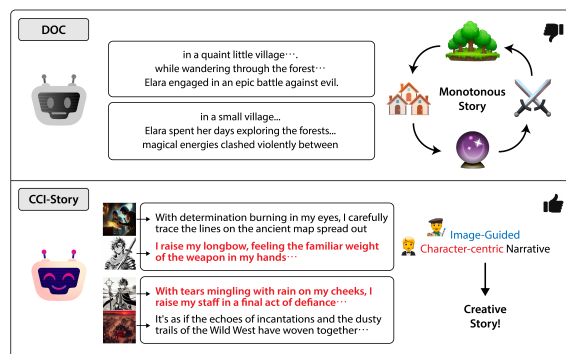 DOC
in a quaint little village···.
while wandering through the forest···
Elara engaged in an epic battle against evil.
in a small village...
Elara spent her days exploring the forests...
magical energies clashed violently between
Monotonous
Story
CCI-Story
With determination burning in my eyes, I carefully
trace the lines on the ancient map spread out
I raise my longbow, feeling the familiar weight
of the weapon in my hands···
With tears mingling with rain on my cheeks, I
raise my staff in a final act of defiance···
It's as if the echoes of incantations and the dusty
trails of the Wild West have woven together···
Image-Guided
Character-centric Narrative
Creative
Story!